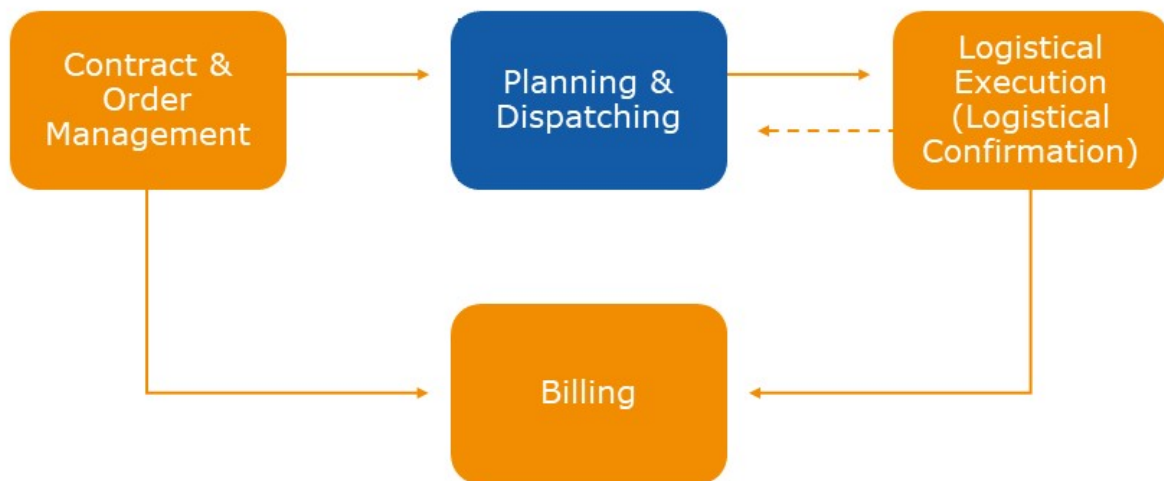 Contract &
Order
Management
Planning &
Dispatching
Logistical
Execution
(Logistical
Confirmation)
Billing